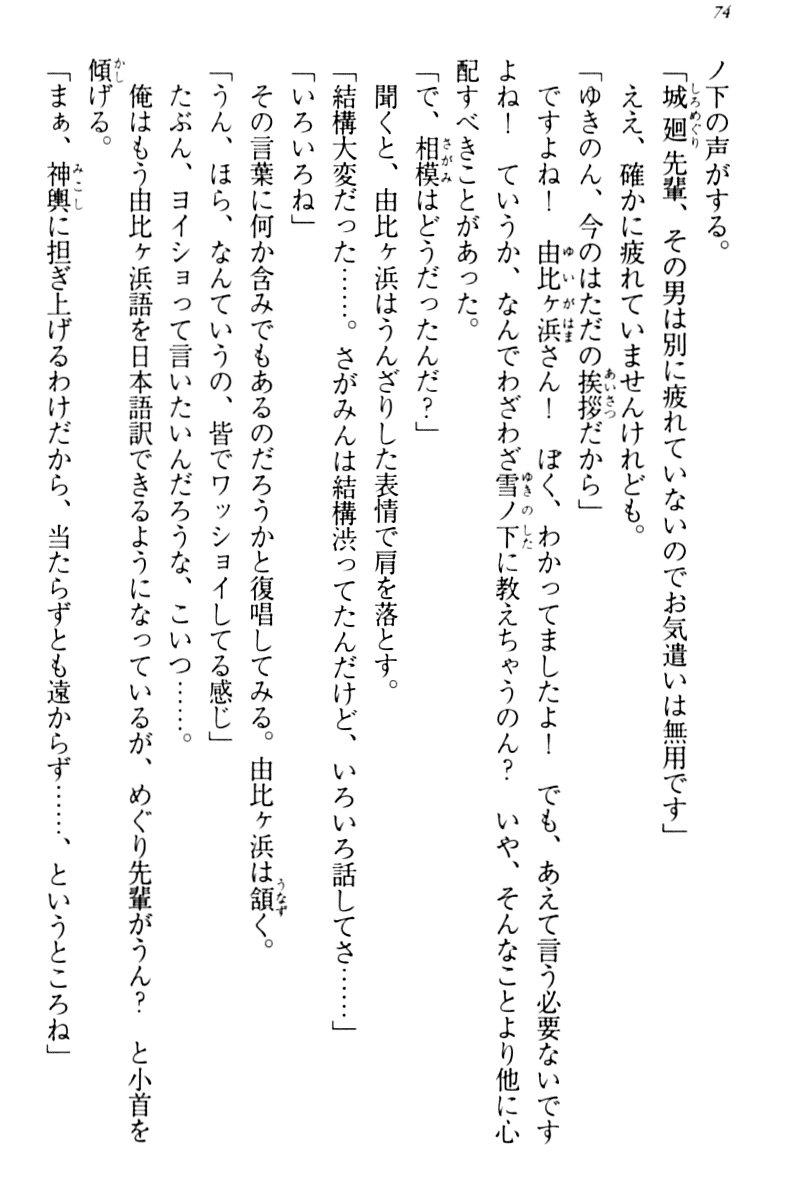 74
ノ下の声がする。
「城廻先輩、その男は別に疲れていないのでお気遣いは無用です」
ええ、確かに疲れていませんけれども。
「ゆきのん、今のはただの挨拶だから」
ですよね！　由比ヶ浜さん！　ぼく、わかってましたよ！　でも、あえて言う必要ないです
よね！　ていうか、なんでわざわざ雪ノ下に教えちゃうのん？　いや、そんなことより他に心
配すべきことがあった。
「で、相模はどうだったんだ？」
聞くと、由比ヶ浜はうんざりした表情で肩を落とす。
「結構大変だった……。さがみんは結構渋ってたんだけど、いろいろ話してさ……」
「いろいろね」
その言葉に何か含みでもあるのだろうかと復唱してみる。由比ヶ浜は頷く。
「うん、ほら、なんていうの、皆でワッショイしてる感じ」
たぶん、ヨイショって言いたいんだろうな、こいつ……。
俺はもう由比ヶ浜語を日本語訳できるようになっているが、めぐり先輩がうん？　と小首を
傾げる。
「まぁ、神輿に担ぎ上げるわけだから、当たらずとも遠からず……、というところね」